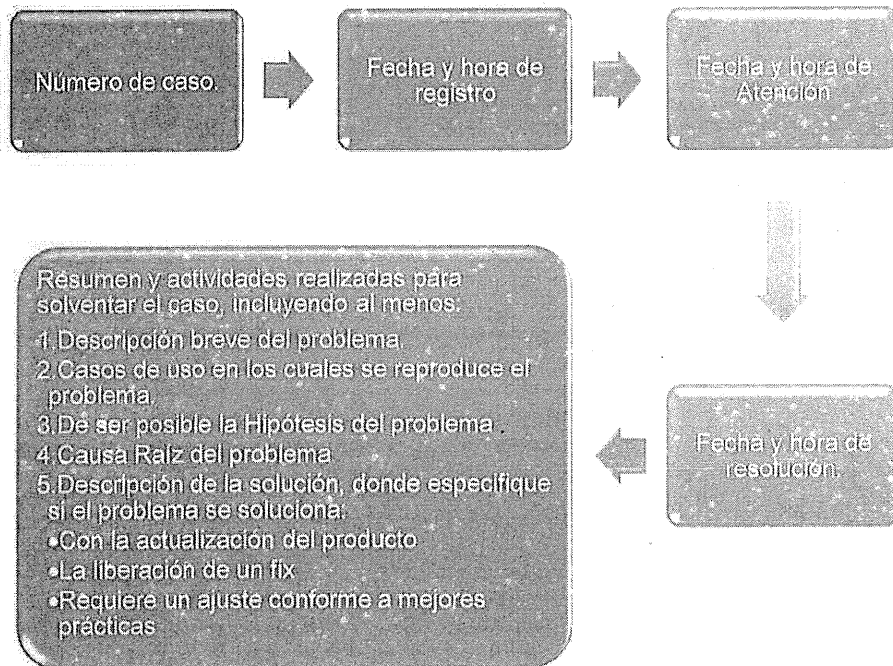 Número de caso.
Fecha y hora de
registro
Fecha y hora de
Atención
Fecha y hora de
resolución.
Resumen y actividades realizadas para
solventar el caso, incluyendo al menos:
1.Descripción breve del problema.
2.Casos de uso en los cuales se reproduce el
problema.
3.De ser posible la Hipótesis del problema .
4.Causa Raíz del problema
5.Descripción de la solución, donde especifique
si el problema se soluciona:
•Con la actualización del producto
•La liberación de un fix
•Requiere un ajuste conforme a mejores
prácticas